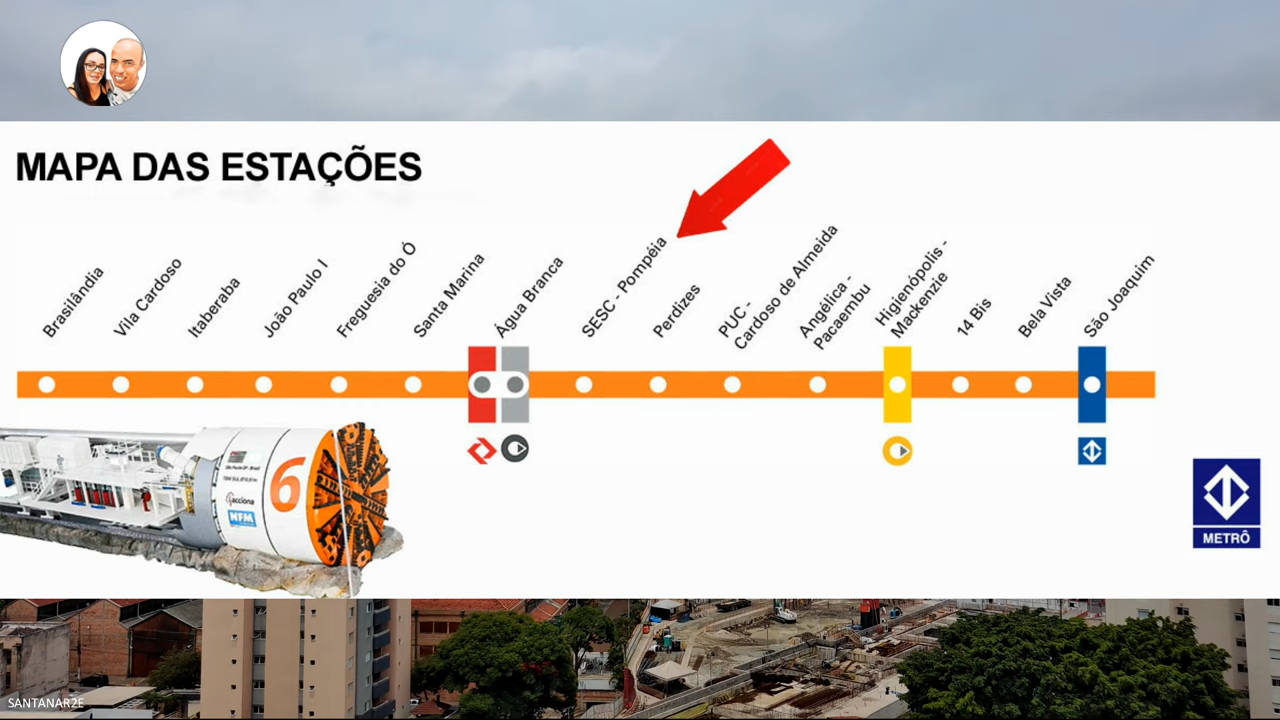 MAPA DAS ESTAÇÕES
Brasilândia
Vila Cardoso
Itaberaba
João Paulo I
Freguesia do Ó
Santa Marina
Água Branca
SESC - Pompéia
Perdizes
PUC -
Cardoso de Almeida
Angélica -
Pacaembu
Higienópolis -
Mackenzie
14 Bis
Bela Vista
São Joaquim
6
acciona
NFM
METRÔ
SANTANAR2E